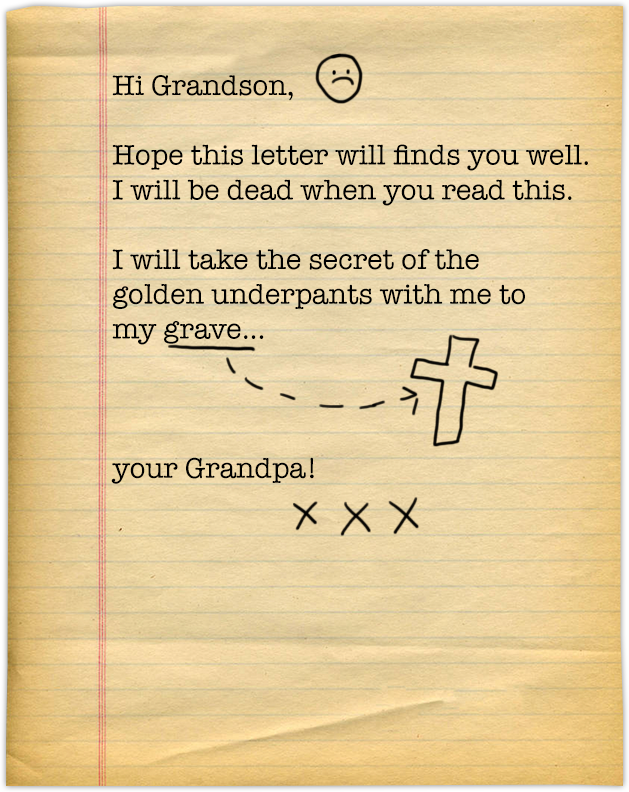 Hi Grandson,
Hope this letter will finds you well.
I will be dead when you read this.
I will take the secret of the
golden underpants with me to
my grave...
your Grandpa!
x x x